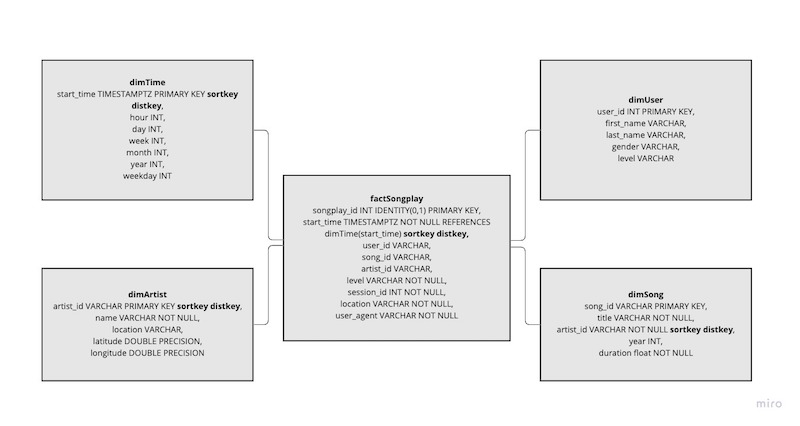 dimTime
start_time TIMESTAMPTZ PRIMARY KEY sortkey
distkey,
hour INT,
day INT,
week INT,
month INT,
year INT,
weekday INT
dimUser
user_id INT PRIMARY KEY,
first_name VARCHAR,
last_name VARCHAR,
gender VARCHAR,
level VARCHAR
factSongplay
songplay_id INT IDENTITY(0,1) PRIMARY KEY,
start_time TIMESTAMPTZ NOT NULL REFERENCES
dimTime(start_time) sortkey distkey,
user_id VARCHAR,
song_id VARCHAR,
artist_id VARCHAR,
level VARCHAR NOT NULL,
session_id INT NOT NULL,
location VARCHAR NOT NULL,
user_agent VARCHAR NOT NULL
dimArtist
artist_id VARCHAR PRIMARY KEY sortkey distkey,
name VARCHAR NOT NULL,
location VARCHAR,
latitude DOUBLE PRECISION,
longitude DOUBLE PRECISION
dimSong
song_id VARCHAR PRIMARY KEY,
title VARCHAR NOT NULL,
artist_id VARCHAR NOT NULL sortkey distkey,
year INT,
duration float NOT NULL
miro